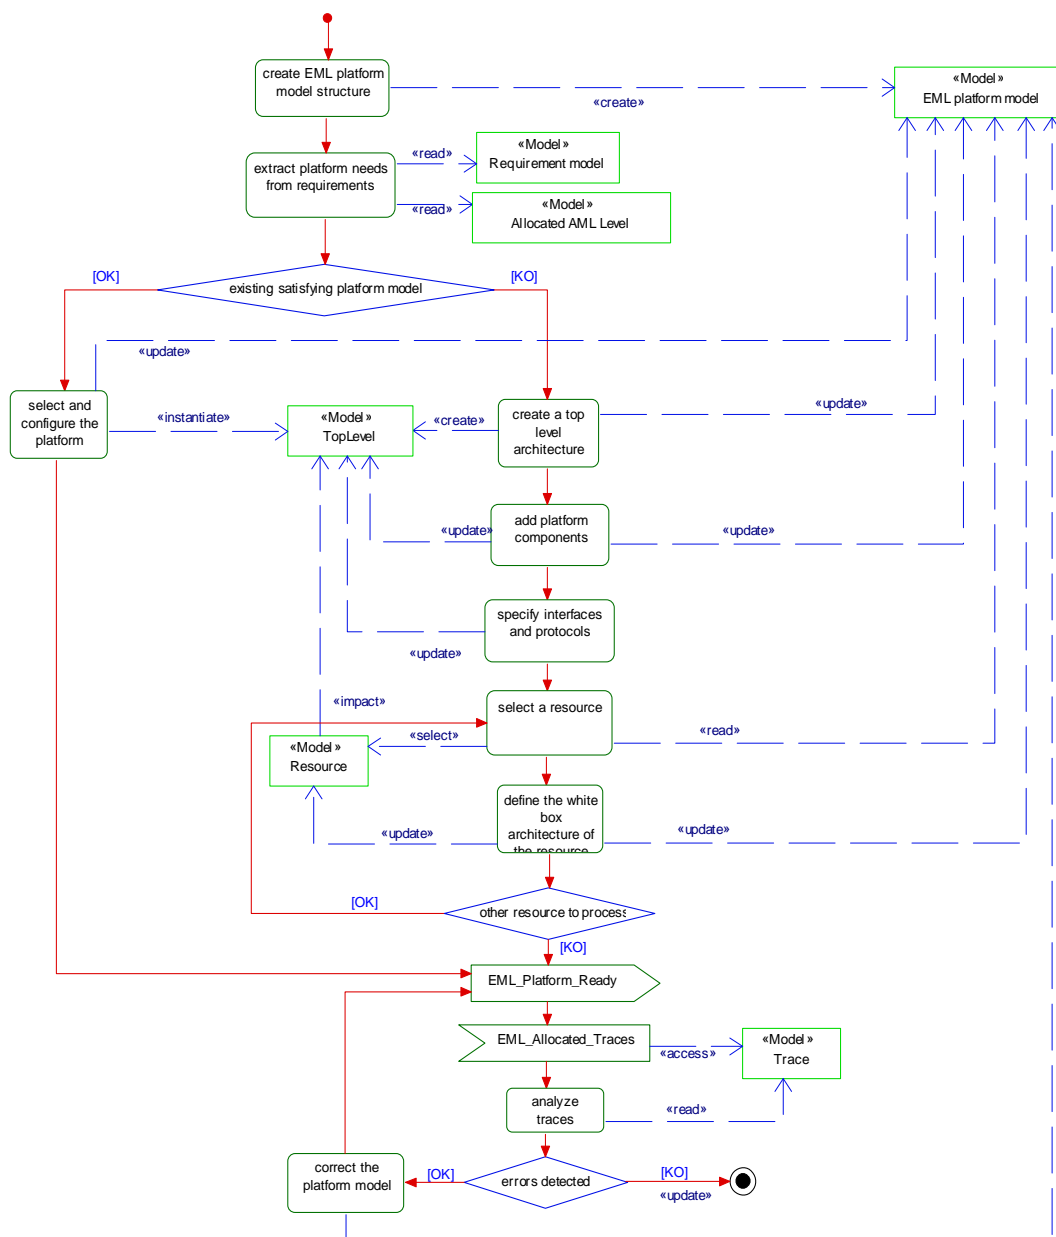 create EML platform
model structure
«create»
«Model»
EML platform model
extract platform needs
from requirements
«read»
«Model»
Requirement model
«read»
«Model»
Allocated AML Level
[OK]
existing satisfying platform model
[KO]
«update»
select and
configure the
platform
«instantiate»
«Model»
TopLevel
«create»
create a top
level
architecture
«update»
«update»
add platform
components
«update»
specify interfaces
and protocols
«update»
«impact»
select a resource
«select»
«read»
«Model»
Resource
define the white
box
architecture of
the resource
«update»
«update»
[OK]
other resource to process
[KO]
EML_Platform_Ready
EML_Allocated_Traces
«access»
«Model»
Trace
analyze
traces
«read»
correct the
platform model
[OK]
errors detected
[KO]
«update»